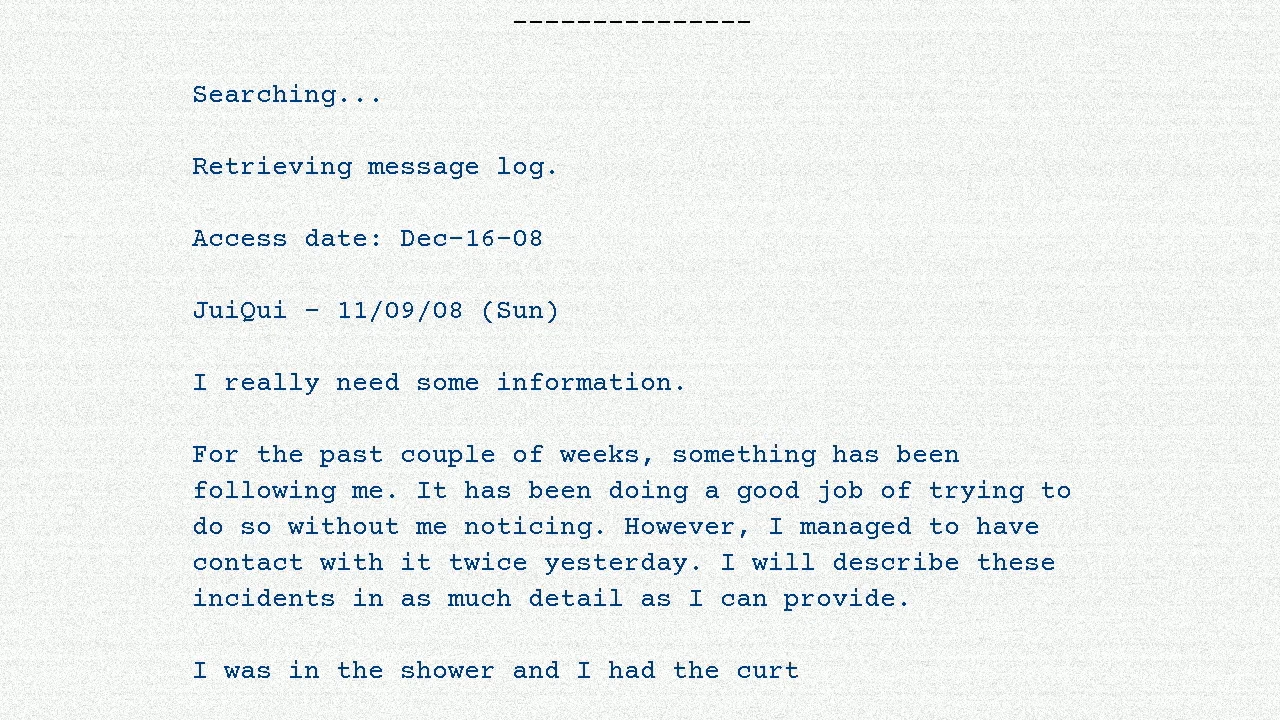 ---------------
Searching...
Retrieving message log.
Access date: Dec-16-08
JuiQui - 11/09/08 (Sun)
I really need some information.
For the past couple of weeks, something has been
following me. It has been doing a good job of trying to
do so without me noticing. However, I managed to have
contact with it twice yesterday. I will describe these
incidents in as much detail as I can provide.
I was in the shower and I had the curt